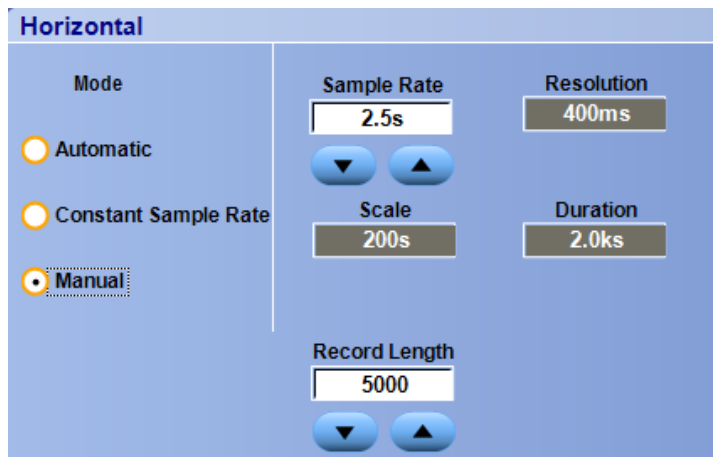 Horizontal
Mode
Automatic
Constant Sample Rate
Manual
Sample Rate
2.5s
Resolution
400ms
Scale
200s
Duration
2.0ks
Record Length
5000